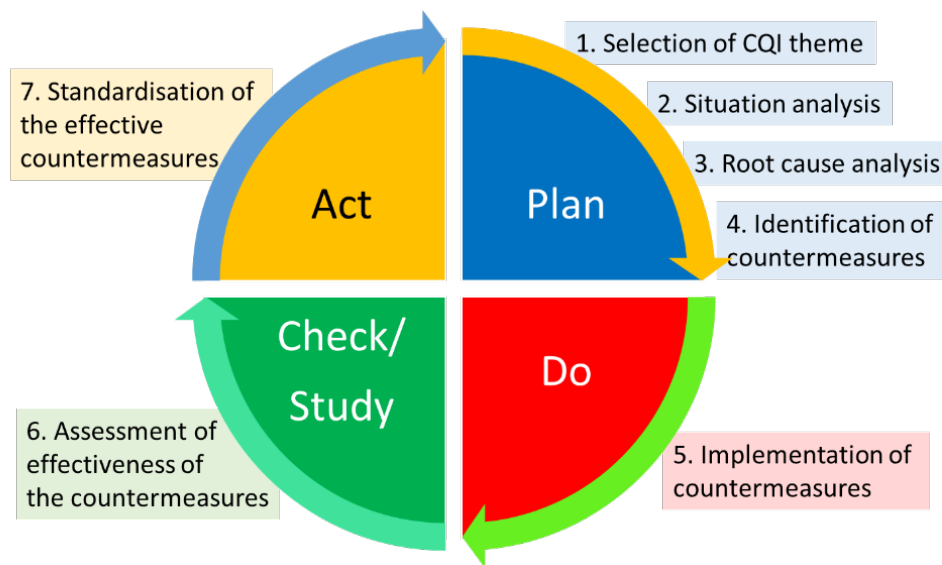 1. Selection of CQI theme
2. Situation analysis
3. Root cause analysis
4. Identification of
countermeasures
Plan
Do
5. Implementation of
countermeasures
Check/
Study
6. Assessment of
effectiveness of
the countermeasures
Act
7. Standardisation of
the effective
countermeasures